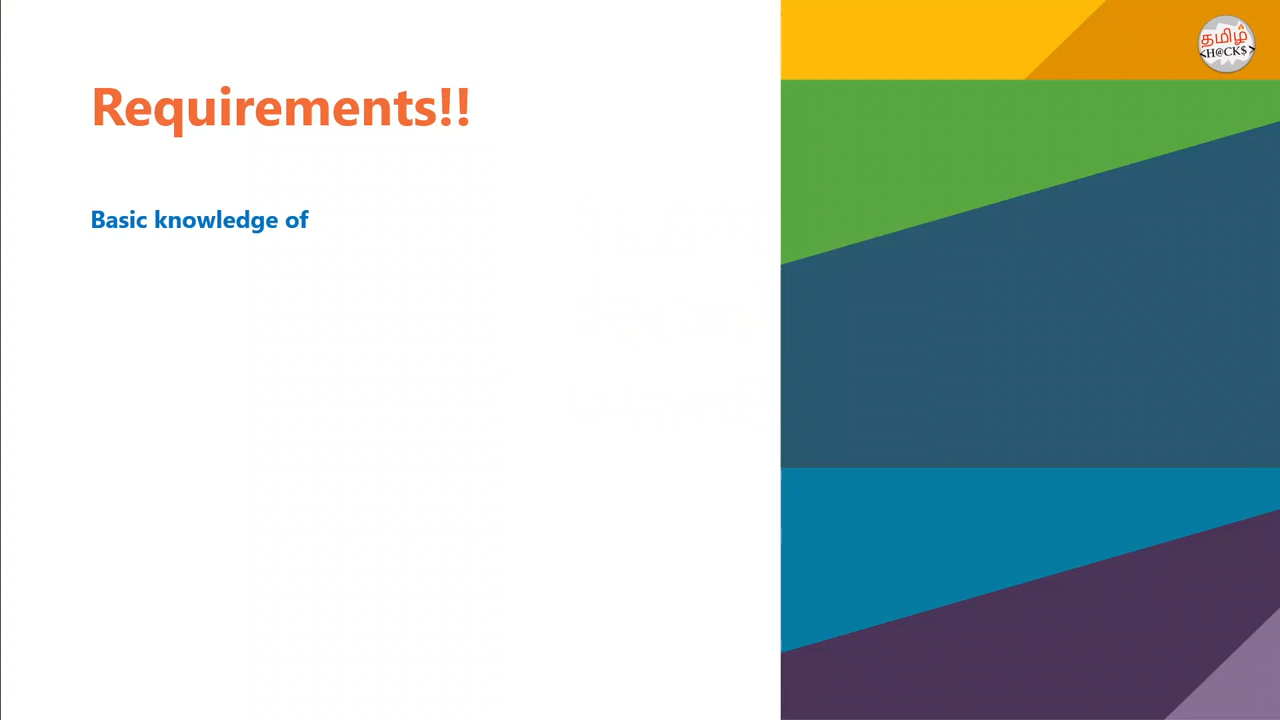 Requirements!!
Basic knowledge of
தமிழ்
<H@CK$>